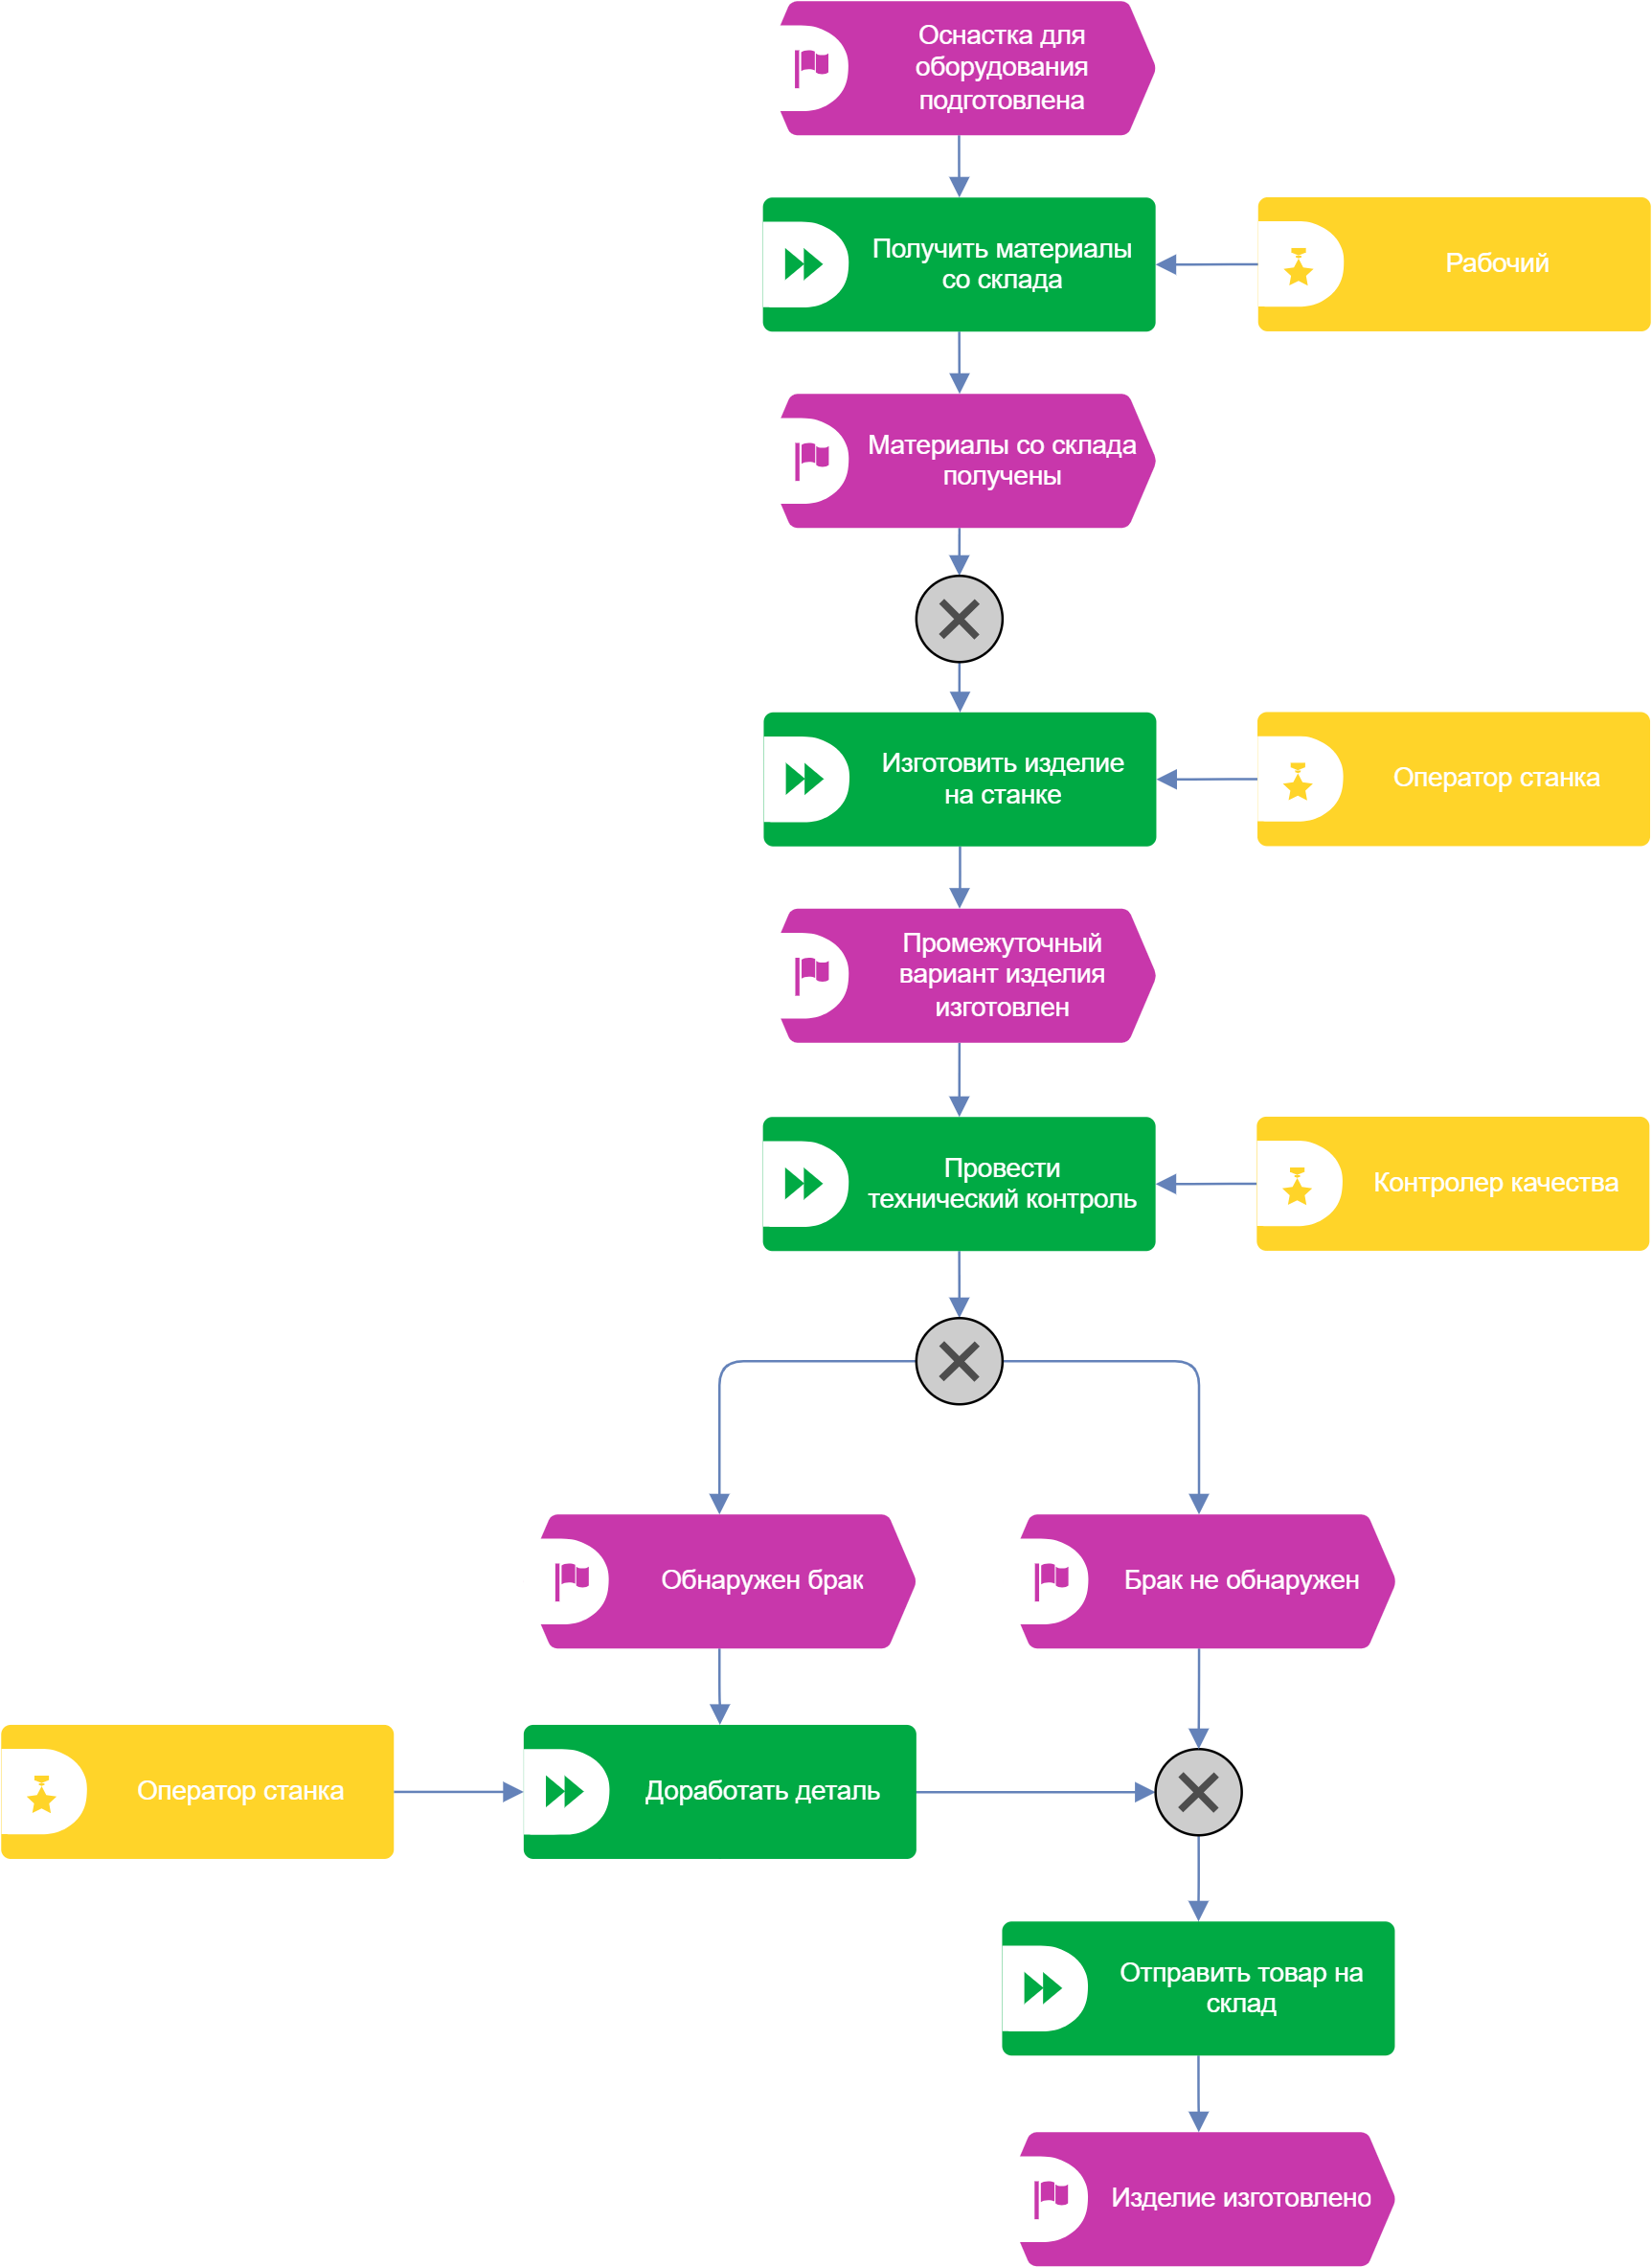 Оснастка для
оборудования
подготовлена
Получить материалы
со склада
Рабочий
Материалы со склада
получены
Изготовить изделие
на станке
Оператор станка
Промежуточный
вариант изделия
изготовлен
Провести
технический контроль
Контролер качества
Обнаружен брак
Брак не обнаружен
Оператор станка
Доработать деталь
Отправить товар на
склад
Изделие изготовлено